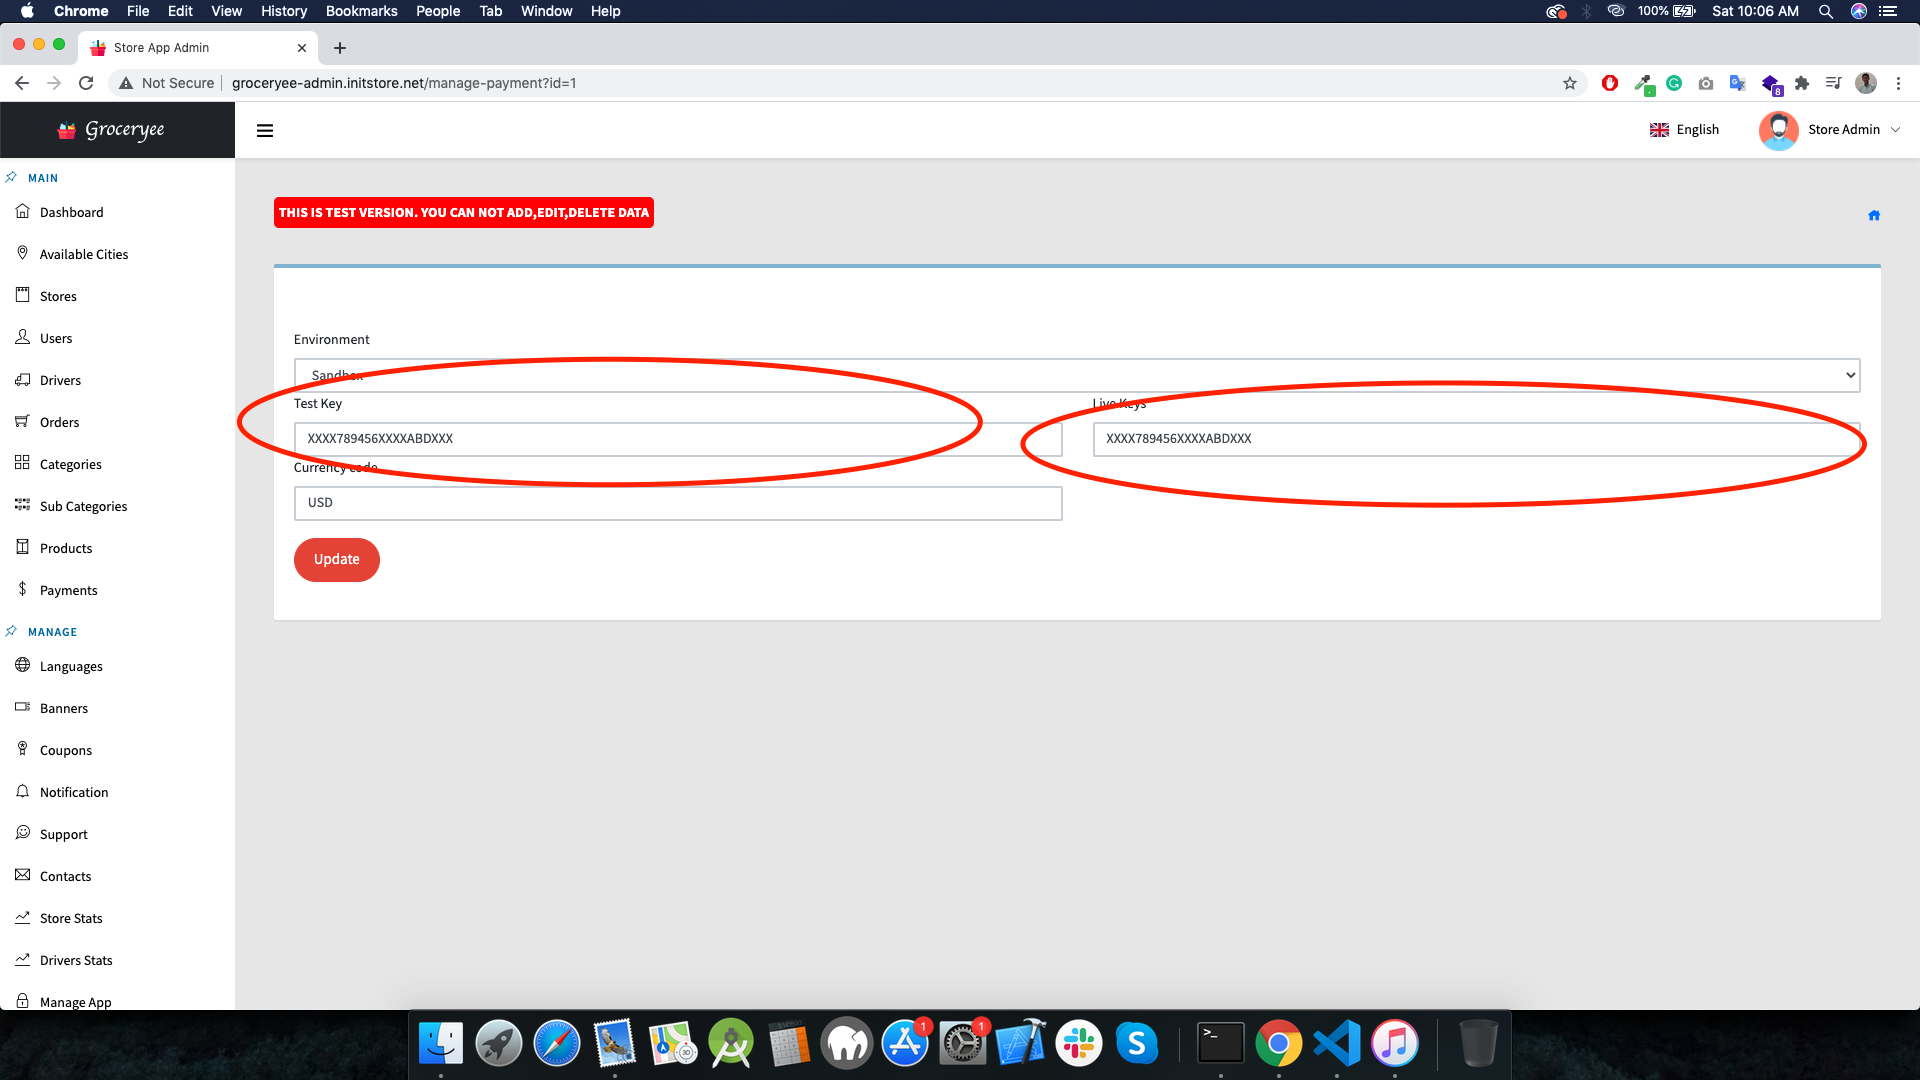 Chrome File Edit View History Bookmarks People Tab Window Help 100% Sat 10:06 AM
Store App Admin
Not Secure groceryee-admin.initstore.net/manage-payment?id=1 8
Groceryee English Store Admin
MAIN
Dashboard
Available Cities
Stores
Users
Drivers
Orders
Categories
Sub Categories
Products
Payments
MANAGE
Languages
Banners
Coupons
Notification
Support
Contacts
Store Stats
Drivers Stats
Manage App
THIS IS TEST VERSION. YOU CAN NOT ADD,EDIT,DELETE DATA
Environment
Sandbox
Test Key Live Keys
XXXX789456XXXXABDXXX XXXX789456XXXXABDXXX
Currency code
USD
Update
3D 1 1 S >_